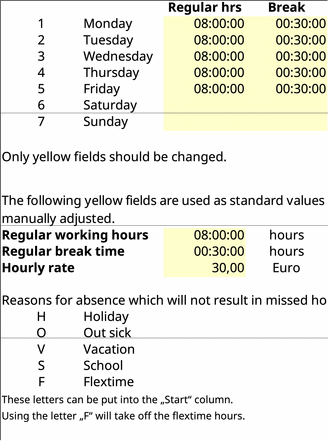 Regular hrs Break
1 Monday 08:00:00 00:30:00
2 Tuesday 08:00:00 00:30:00
3 Wednesday 08:00:00 00:30:00
4 Thursday 08:00:00 00:30:00
5 Friday 08:00:00 00:30:00
6 Saturday
7 Sunday
Only yellow fields should be changed.
The following yellow fields are used as standard values
manually adjusted.
Regular working hours 08:00:00 hours
Regular break time 00:30:00 hours
Hourly rate 30,00 Euro
Reasons for absence which will not result in missed ho
H Holiday
O Out sick
V Vacation
S School
F Flextime
These letters can be put into the „Start“ column.
Using the letter „F“ will take off the flextime hours.